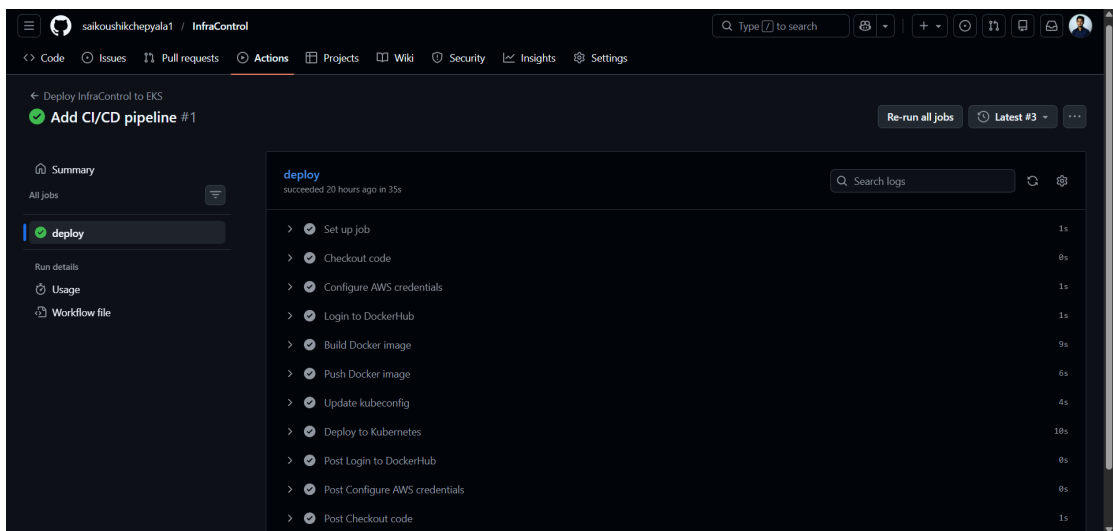 saikoushikchepyala1 / InfraControl
Type / to search
Code Issues Pull requests Actions Projects Wiki Security Insights Settings
← Deploy InfraControl to EKS
Add CI/CD pipeline #1
Re-run all jobs
Latest #3
Summary
All jobs
deploy
Run details
Usage
Workflow file
deploy
succeeded 20 hours ago in 35s
Search logs
Set up job 1s
Checkout code 0s
Configure AWS credentials 1s
Login to DockerHub 1s
Build Docker image 9s
Push Docker image 6s
Update kubeconfig 4s
Deploy to Kubernetes 10s
Post Login to DockerHub 0s
Post Configure AWS credentials 0s
Post Checkout code 1s